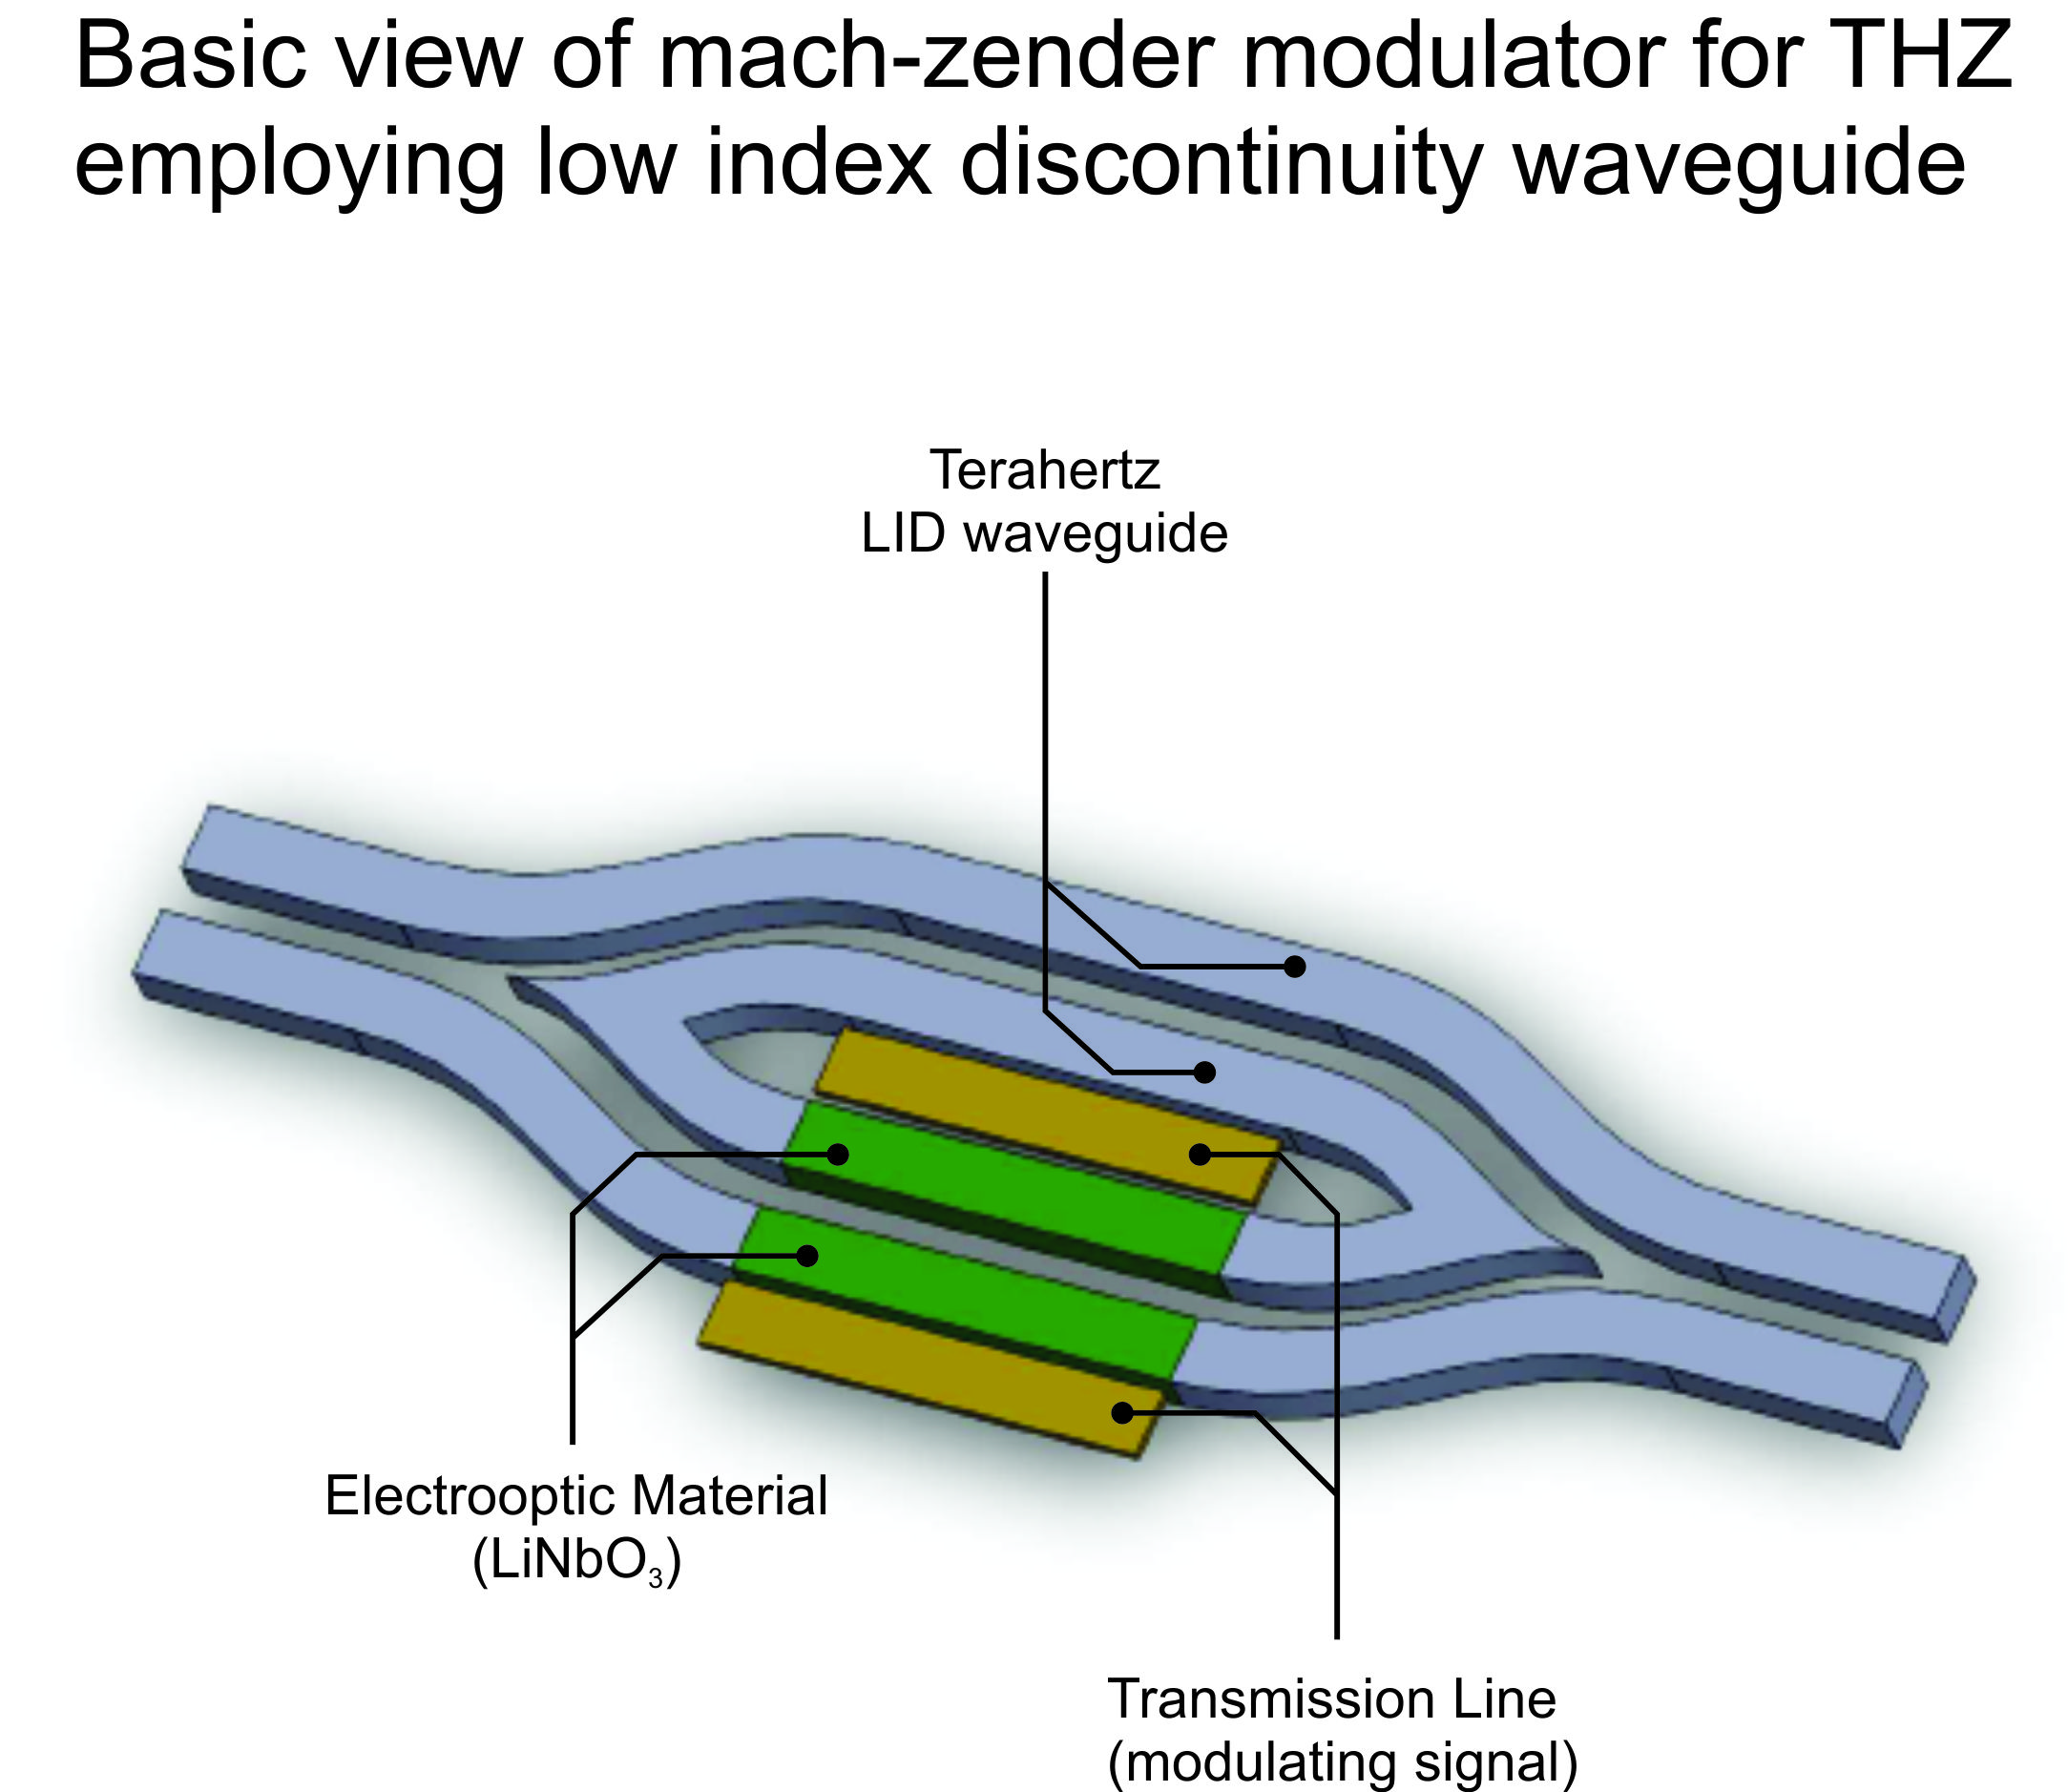 Basic view of mach-zender modulator for THZ
employing low index discontinuity waveguide
Terahertz
LID waveguide
Electrooptic Material
(LiNbO₃)
Transmission Line
(modulating signal)